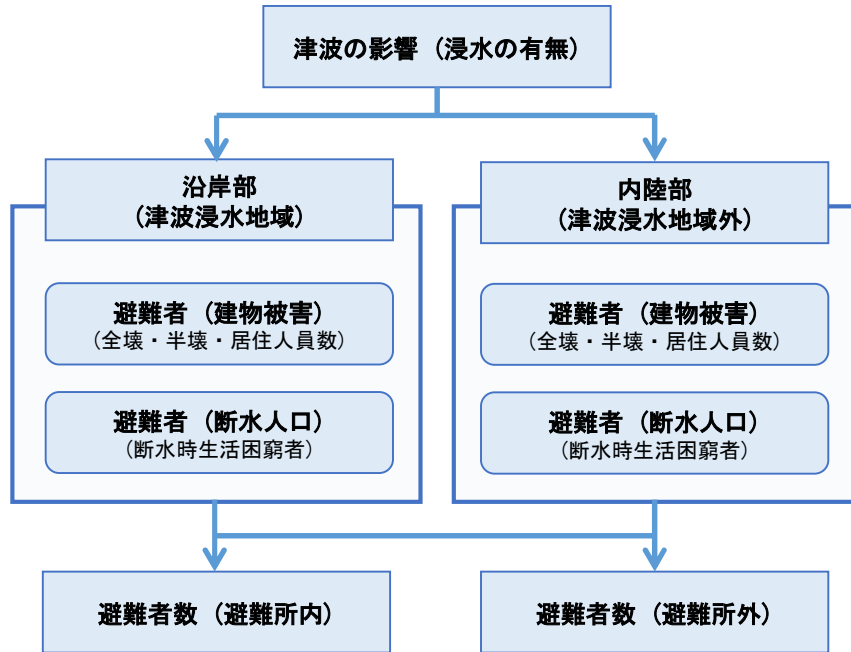 津波の影響（浸水の有無）
沿岸部
（津波浸水地域）
内陸部
（津波浸水地域外）
避難者（建物被害）
（全壊・半壊・居住人員数）
避難者（建物被害）
（全壊・半壊・居住人員数）
避難者（断水人口）
（断水時生活困窮者）
避難者（断水人口）
（断水時生活困窮者）
避難者数（避難所内）
避難者数（避難所外）